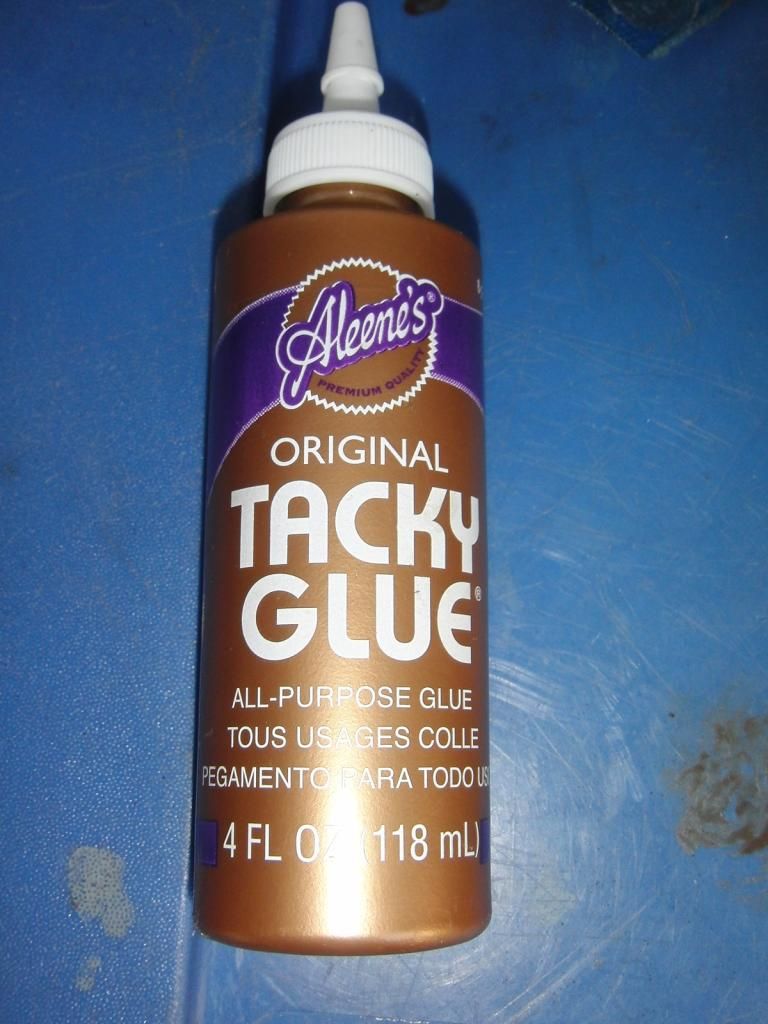 Aleene's®
PREMIUM QUALITY
ORIGINAL
TACKY
GLUE®
ALL-PURPOSE GLUE
TOUS USAGES COLLE
PEGAMENTO PARA TODO US
4 FL OZ (118 mL)